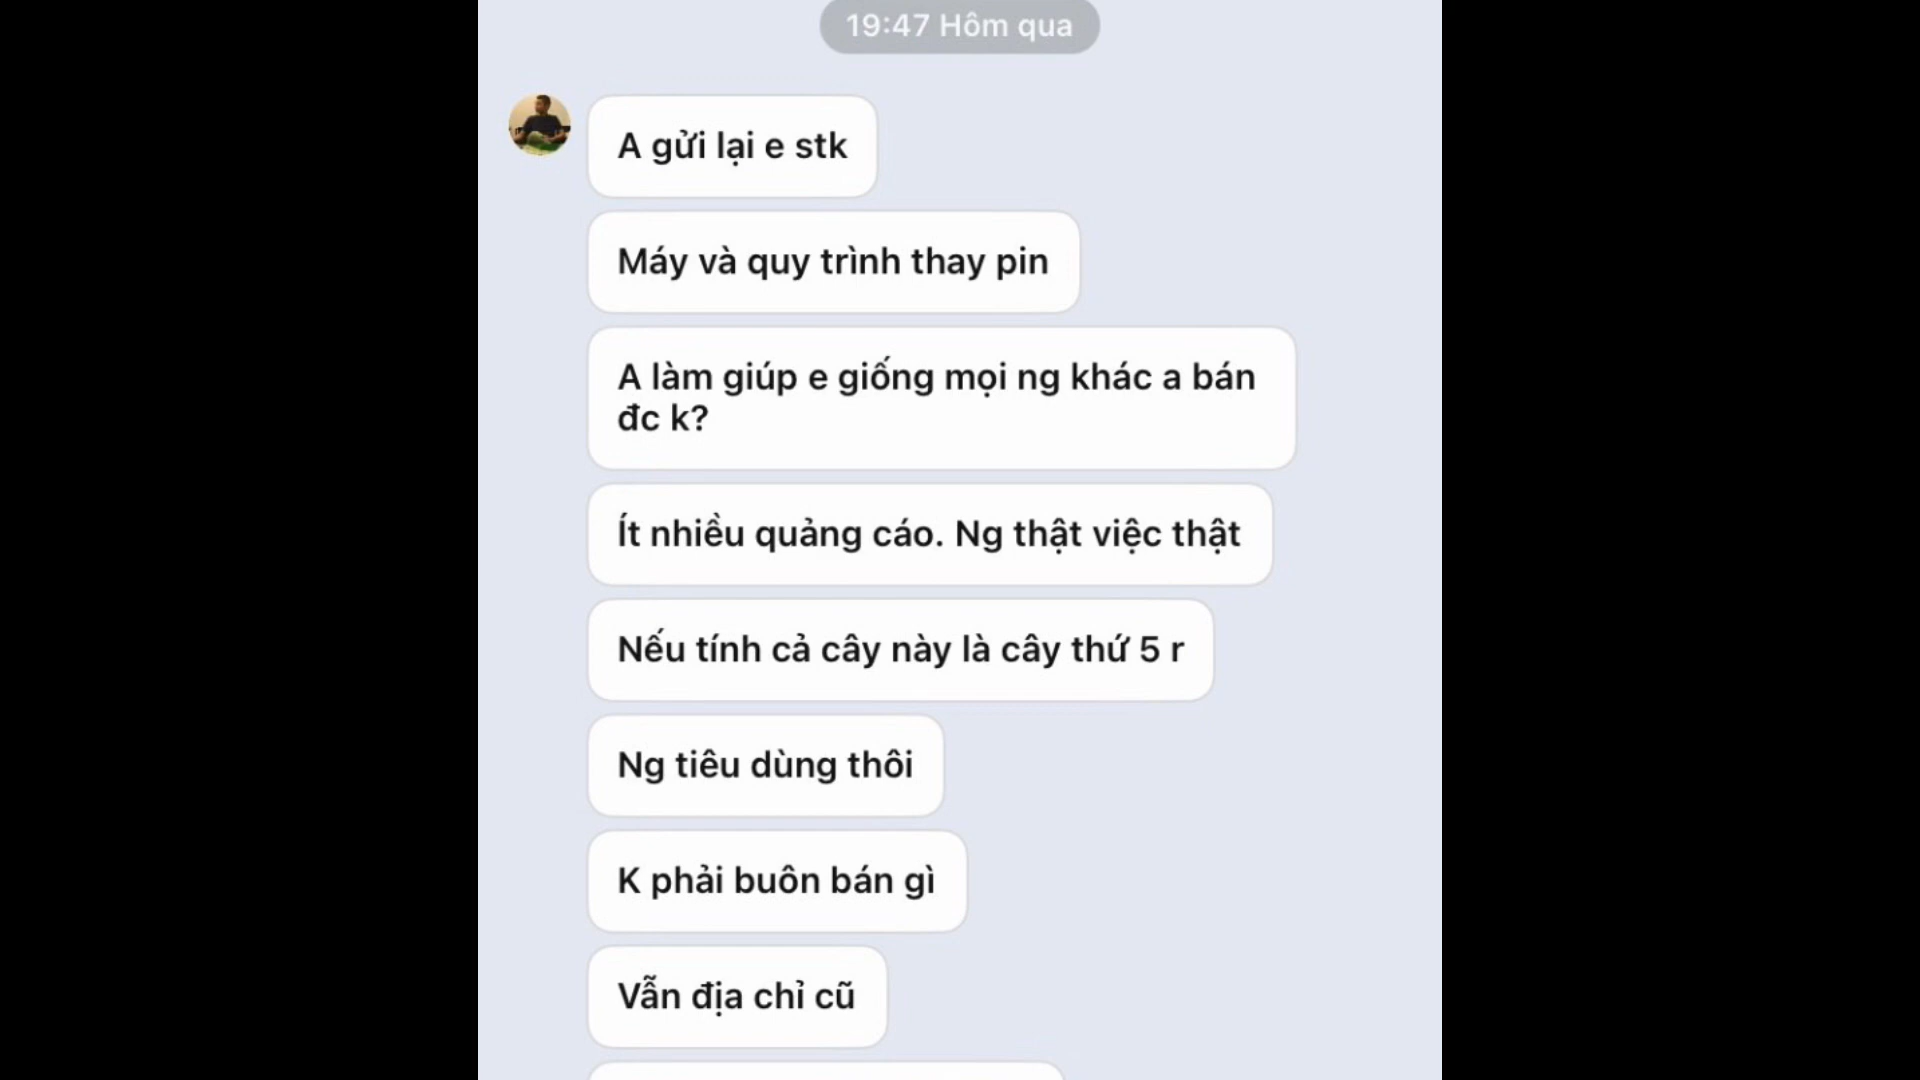 19:47 Hôm qua
A gửi lại e stk
Máy và quy trình thay pin
A làm giúp e giống mọi ng khác a bán
đc k?
Ít nhiều quảng cáo. Ng thật việc thật
Nếu tính cả cây này là cây thứ 5 r
Ng tiêu dùng thôi
K phải buôn bán gì
Vẫn địa chỉ cũ